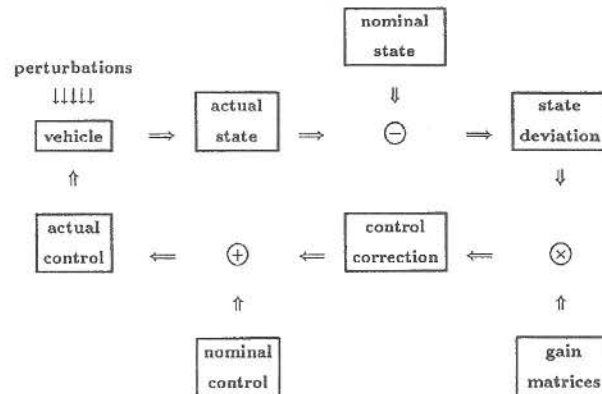 nominal
state
perturbations
vehicle
actual
state
−
state
deviation
actual
control
+
control
correction
×
nominal
control
gain
matrices